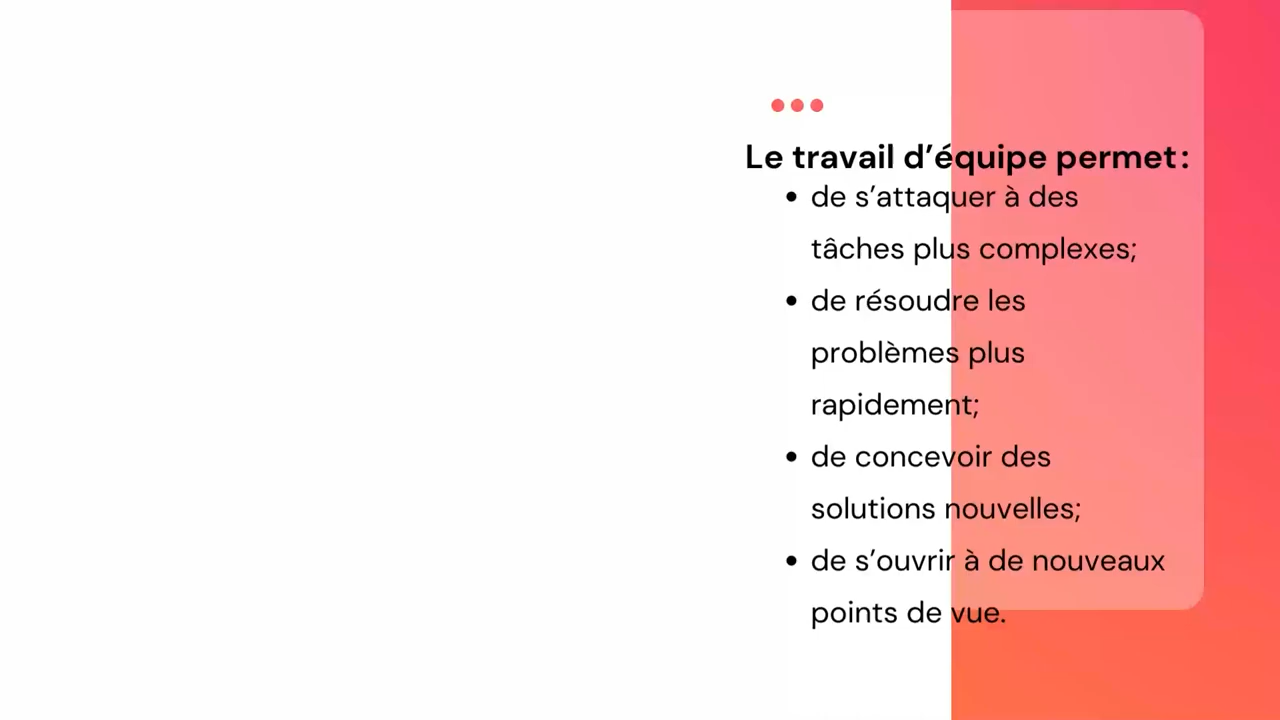 Le travail d’équipe permet :
• de s’attaquer à des
tâches plus complexes;
• de résoudre les
problèmes plus
rapidement;
• de concevoir des
solutions nouvelles;
• de s’ouvrir à de nouveaux
points de vue.